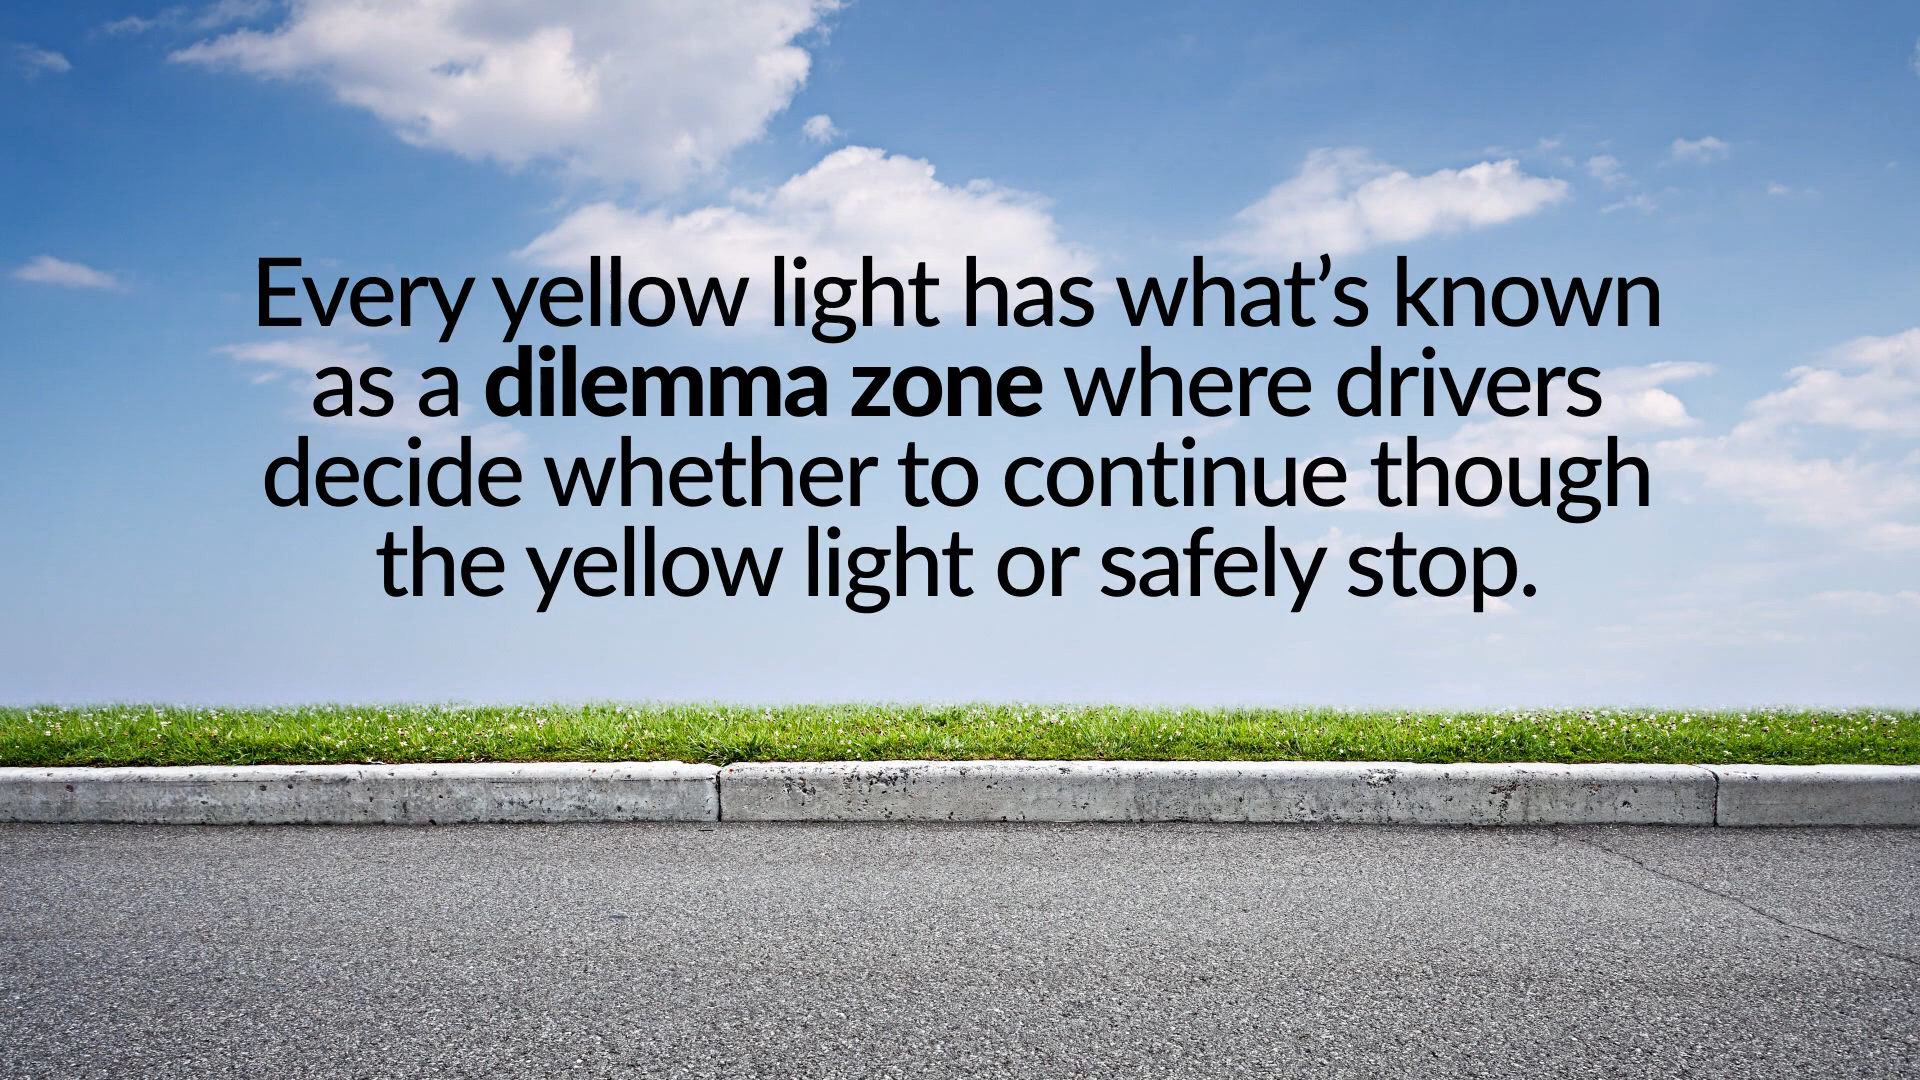 Every yellow light has what’s known
as a dilemma zone where drivers
decide whether to continue though
the yellow light or safely stop.